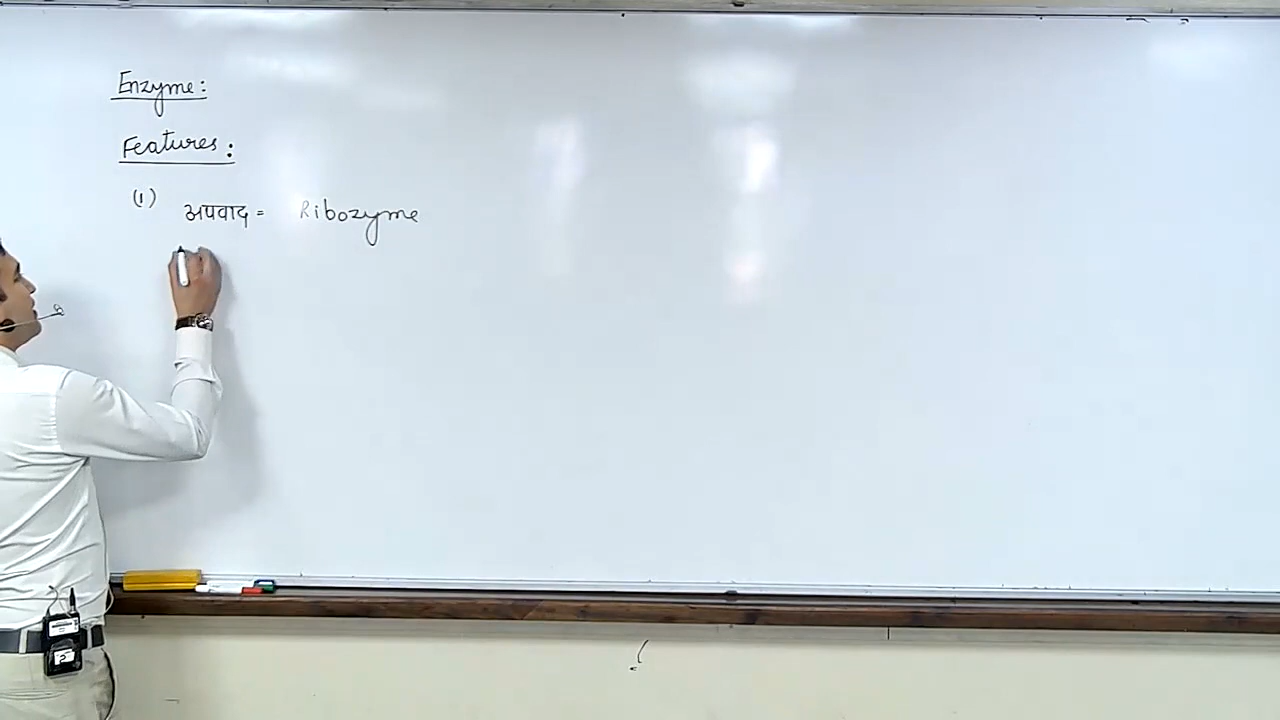 Enzyme:
Features:
(1) अपवाद = Ribozyme